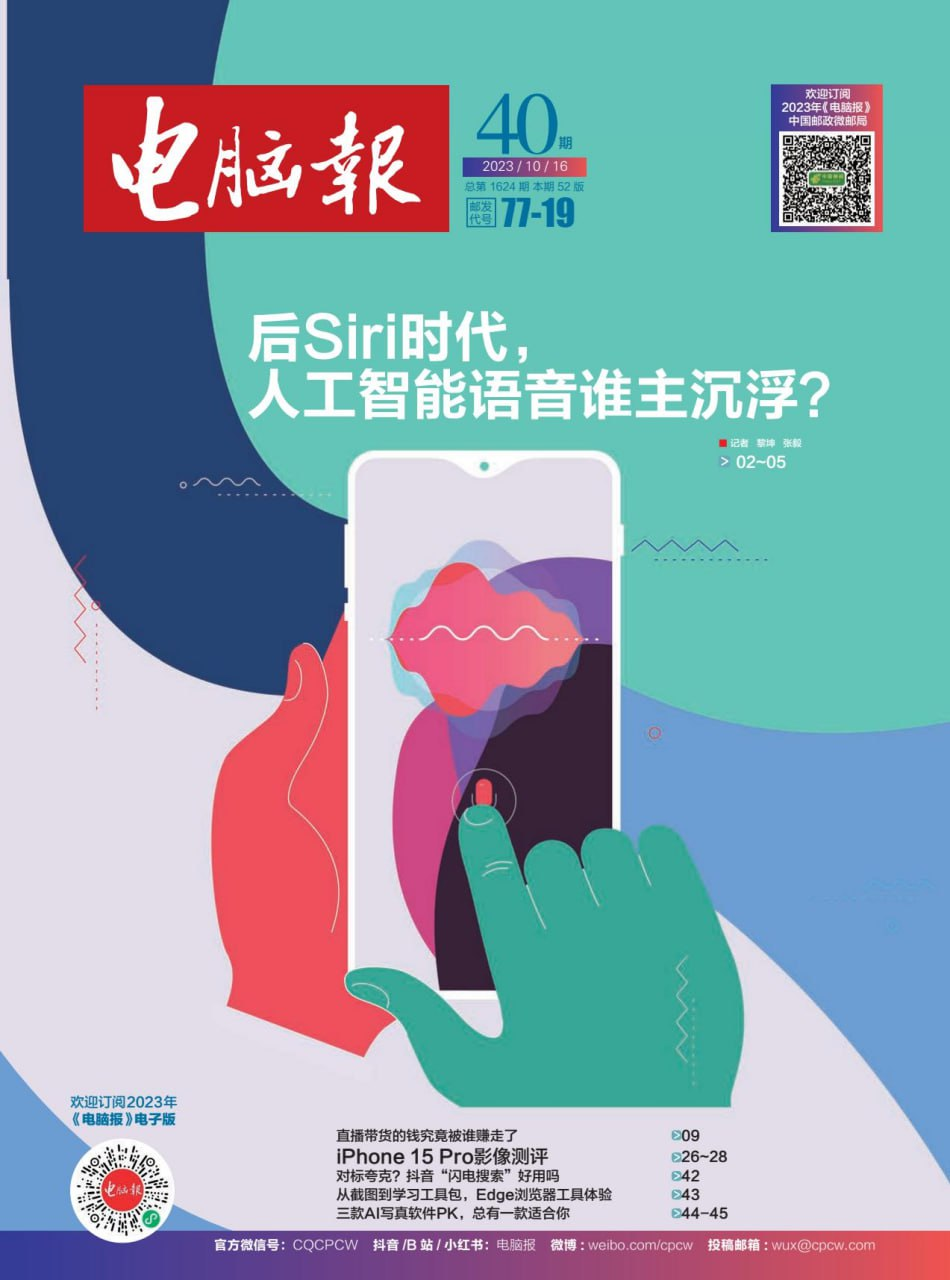 电脑報
40期
2023 / 10 / 16
总第 1624 期 本期 52 版
邮发代号 77-19
欢迎订阅
2023年《电脑报》
中国邮政微邮局
后Siri时代，
人工智能语音谁主沉浮？
■ 记者 黎坤 张毅
> 02~05
欢迎订阅2023年
《电脑报》电子版
电脑報
直播带货的钱究竟被谁赚走了 >09
iPhone 15 Pro影像测评 >26~28
对标夸克？抖音“闪电搜索”好用吗 >42
从截图到学习工具包，Edge浏览器工具体验 >43
三款AI写真软件PK，总有一款适合你 >44-45
官方微信号：CQCPCW 抖音 /B 站 / 小红书：电脑报 微博：weibo.com/cpcw 投稿邮箱：wux@cpcw.com